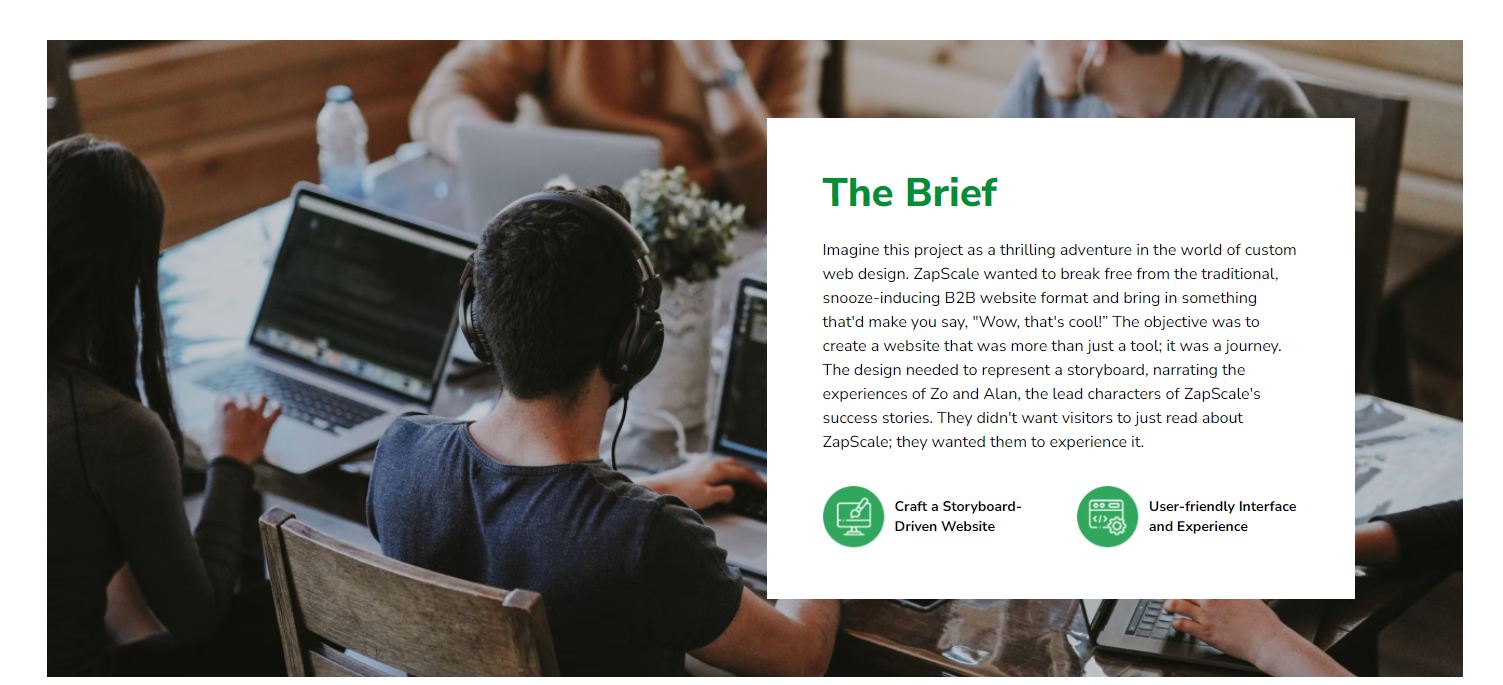 The Brief
Imagine this project as a thrilling adventure in the world of custom
web design. ZapScale wanted to break free from the traditional,
snooze-inducing B2B website format and bring in something
that'd make you say, "Wow, that's cool!” The objective was to
create a website that was more than just a tool; it was a journey.
The design needed to represent a storyboard, narrating the
experiences of Zo and Alan, the lead characters of ZapScale's
success stories. They didn't want visitors to just read about
ZapScale; they wanted them to experience it.
Craft a Storyboard-
Driven Website
User-friendly Interface
and Experience